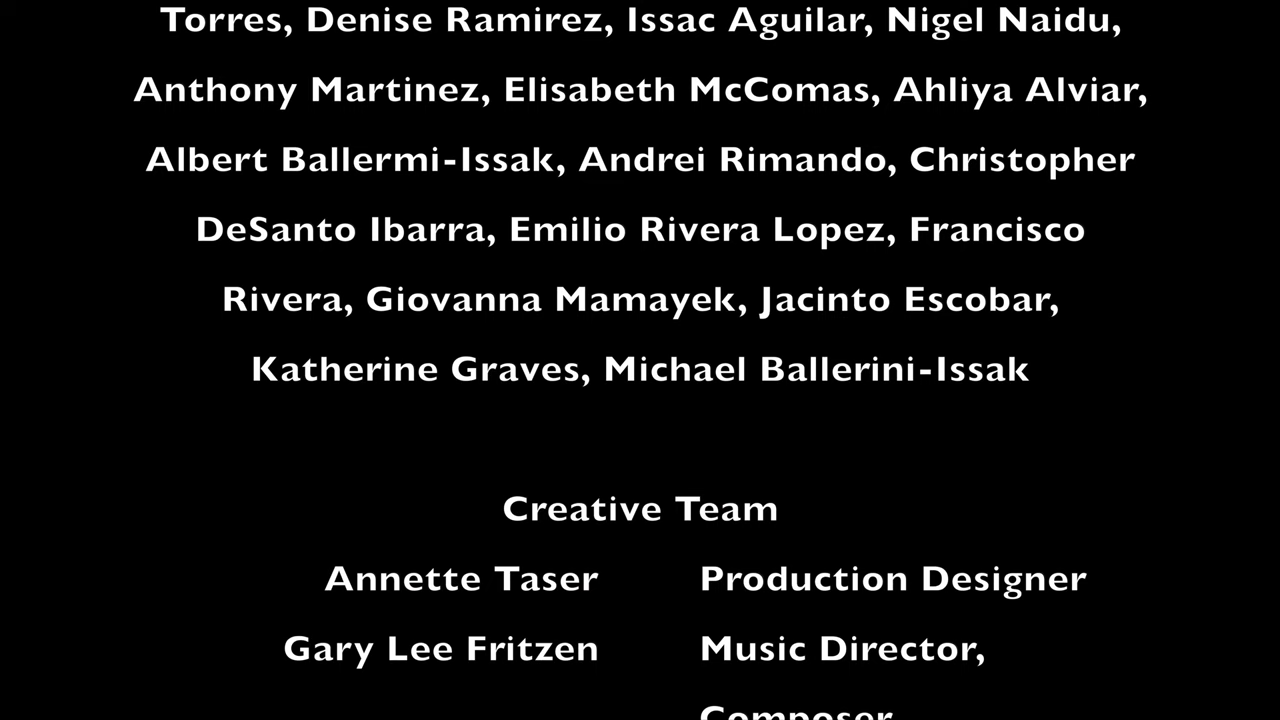 Torres, Denise Ramirez, Issac Aguilar, Nigel Naidu,
Anthony Martinez, Elisabeth McComas, Ahliya Alviar,
Albert Ballermi-Issak, Andrei Rimando, Christopher
DeSanto Ibarra, Emilio Rivera Lopez, Francisco
Rivera, Giovanna Mamayek, Jacinto Escobar,
Katherine Graves, Michael Ballerini-Issak
Creative Team
Annette Taser Production Designer
Gary Lee Fritzen Music Director,
Composer